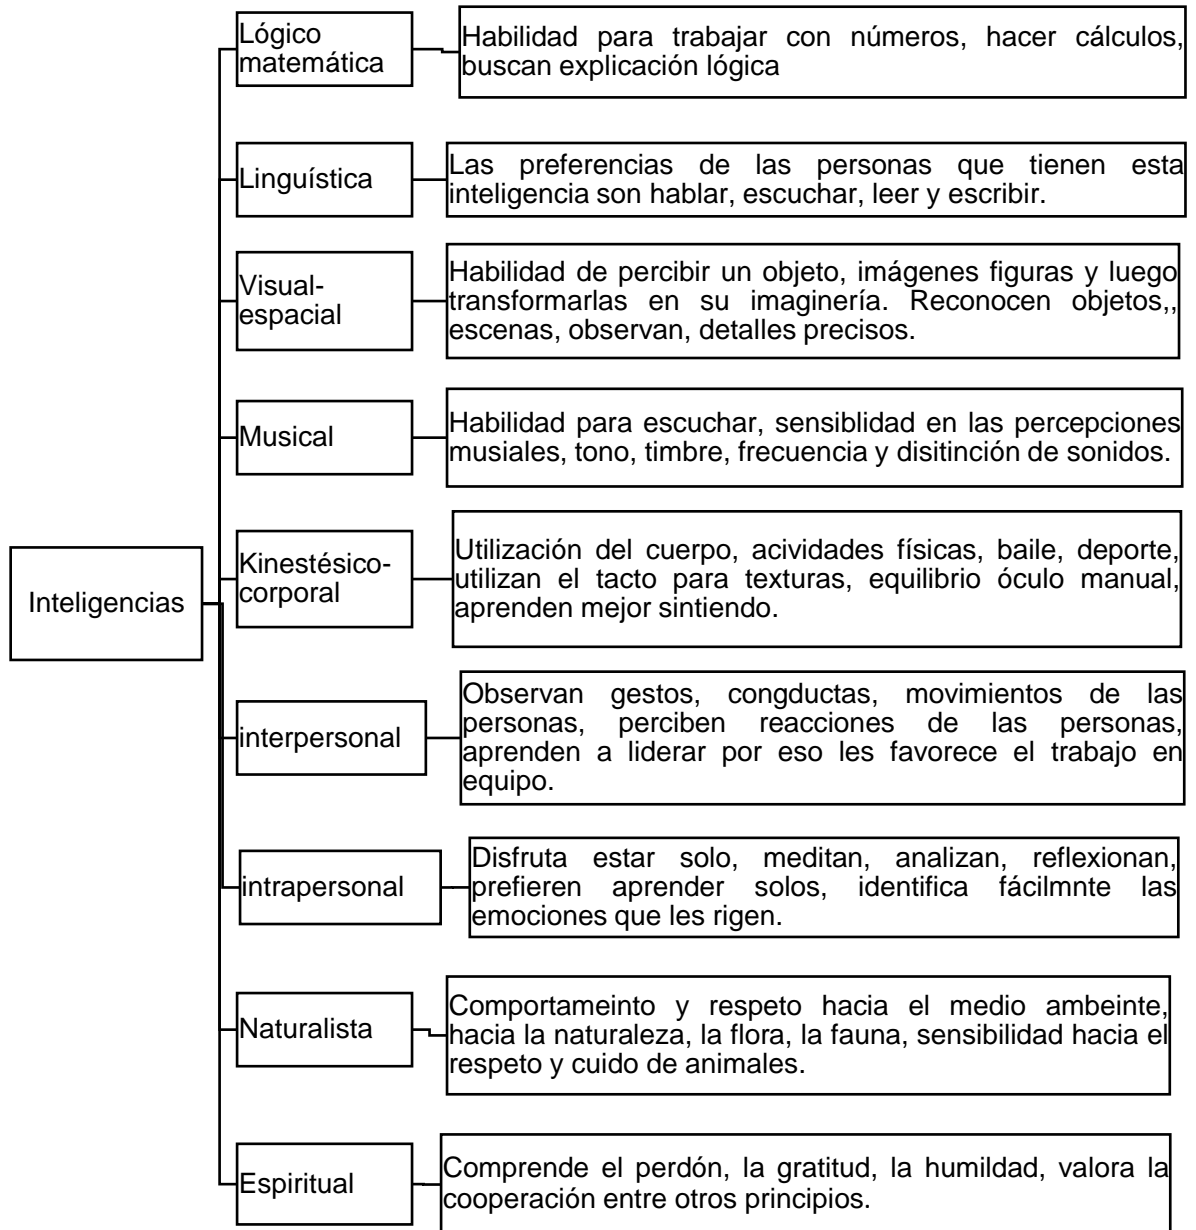 Lógico
matemática
Habilidad para trabajar con números, hacer cálculos,
buscan explicación lógica
Linguística
Las preferencias de las personas que tienen esta
inteligencia son hablar, escuchar, leer y escribir.
Visual-
espacial
Habilidad de percibir un objeto, imágenes figuras y luego
transformarlas en su imaginería. Reconocen objetos,,
escenas, observan, detalles precisos.
Musical
Habilidad para escuchar, sensiblidad en las percepciones
musiales, tono, timbre, frecuencia y disitinción de sonidos.
Inteligencias
Kinestésico-
corporal
Utilización del cuerpo, acividades físicas, baile, deporte,
utilizan el tacto para texturas, equilibrio óculo manual,
aprenden mejor sintiendo.
interpersonal
Observan gestos, congductas, movimientos de las
personas, perciben reacciones de las personas,
aprenden a liderar por eso les favorece el trabajo en
equipo.
intrapersonal
Disfruta estar solo, meditan, analizan, reflexionan,
prefieren aprender solos, identifica fácilmnte las
emociones que les rigen.
Naturalista
Comportameinto y respeto hacia el medio ambeinte,
hacia la naturaleza, la flora, la fauna, sensibilidad hacia el
respeto y cuido de animales.
Espiritual
Comprende el perdón, la gratitud, la humildad, valora la
cooperación entre otros principios.